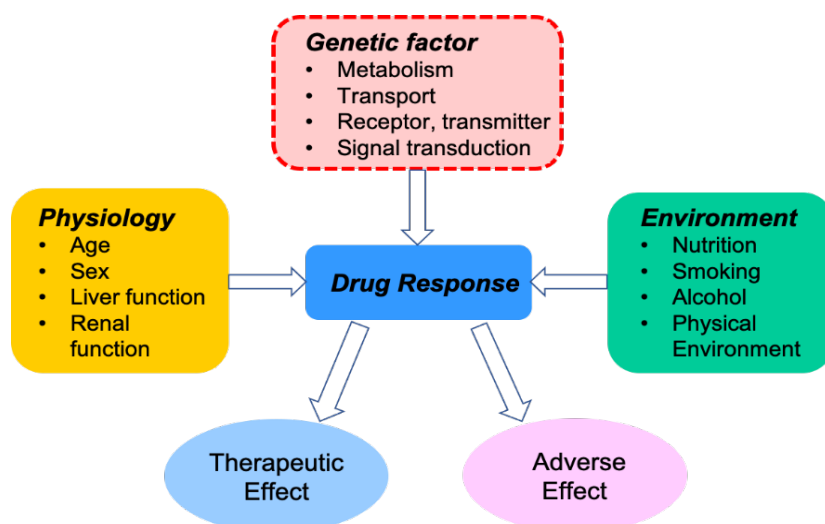 Genetic factor
• Metabolism
• Transport
• Receptor, transmitter
• Signal transduction
Physiology
• Age
• Sex
• Liver function
• Renal
function
Drug Response
Environment
• Nutrition
• Smoking
• Alcohol
• Physical
Environment
Therapeutic
Effect
Adverse
Effect